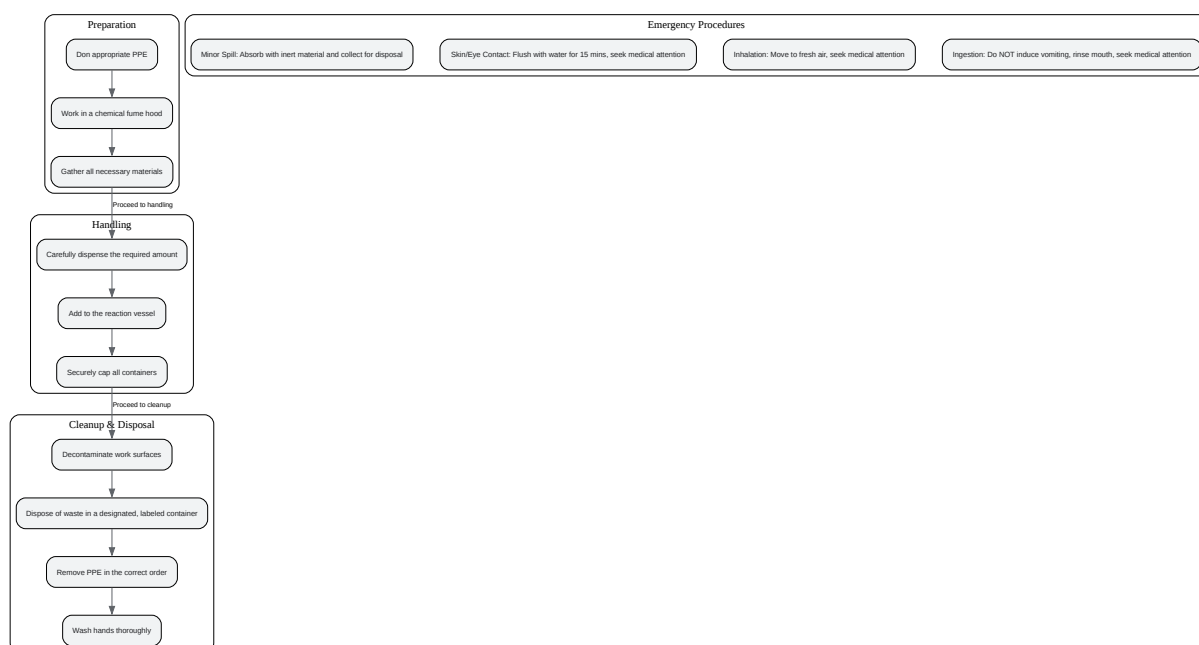 Preparation
Don appropriate PPE
Work in a chemical fume hood
Gather all necessary materials
Proceed to handling
Handling
Carefully dispense the required amount
Add to the reaction vessel
Securely cap all containers
Proceed to cleanup
Cleanup & Disposal
Decontaminate work surfaces
Dispose of waste in a designated, labeled container
Remove PPE in the correct order
Wash hands thoroughly
Emergency Procedures
Minor Spill: Absorb with inert material and collect for disposal
Skin/Eye Contact: Flush with water for 15 mins, seek medical attention
Inhalation: Move to fresh air, seek medical attention
Ingestion: Do NOT induce vomiting, rinse mouth, seek medical attention